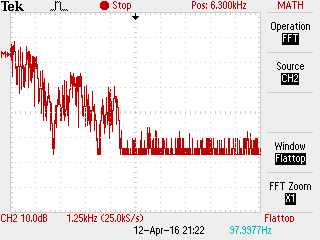 Tek Stop Pos: 6.300kHz MATH
Operation
FFT
Source
CH2
M
Window
Flattop
FFT Zoom
X1
CH2 10.0dB 1.25kHz (25.0kS/s) Flattop
12-Apr-16 21:22 97.9977Hz